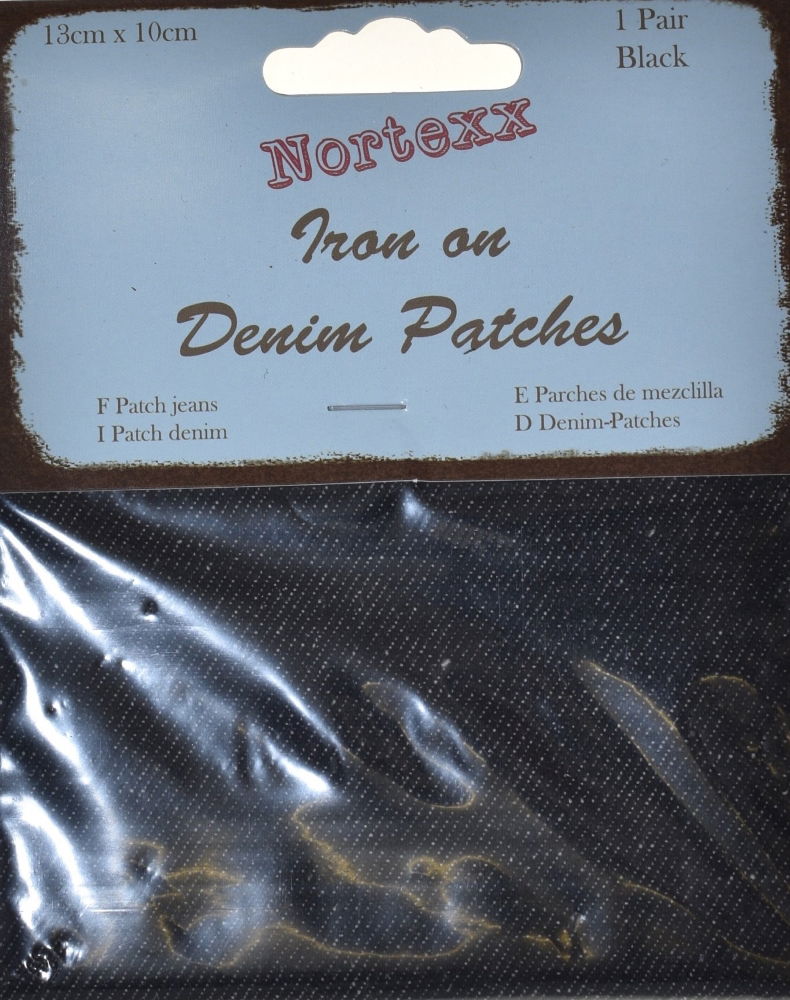 13cm x 10cm
1 Pair
Black
Nortexx
Iron on
Denim Patches
F Patch jeans
I Patch denim
E Parches de mezclilla
D Denim-Patches